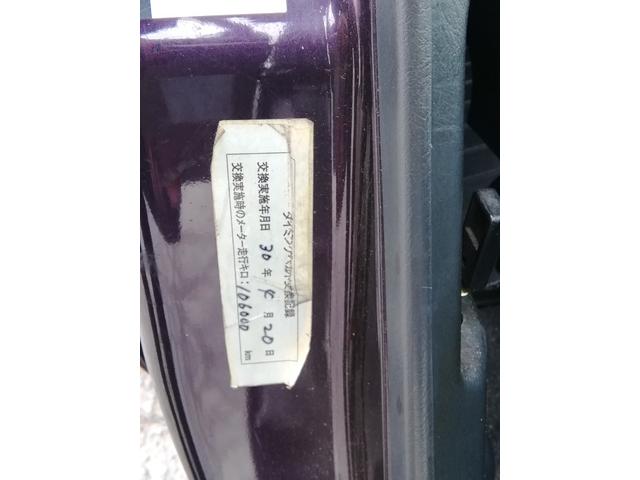 タイミングベルト交換記録
交換実施年月日 30年 4月 20日
交換実施時のメーター走行キロ：106000 km